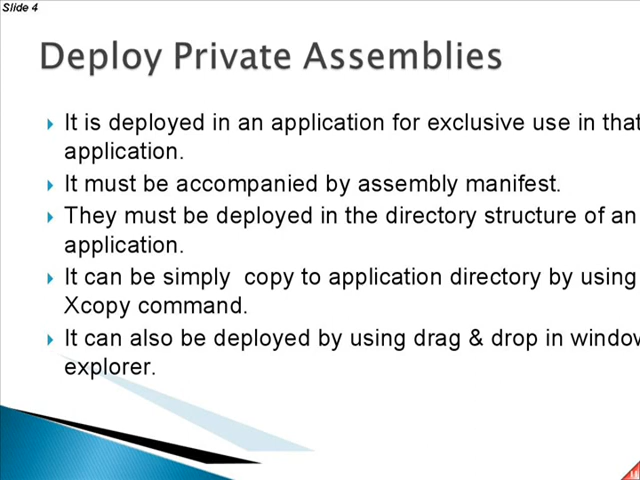 Slide 4
Deploy Private Assemblies
It is deployed in an application for exclusive use in that
application.
It must be accompanied by assembly manifest.
They must be deployed in the directory structure of an
application.
It can be simply  copy to application directory by using
Xcopy command.
It can also be deployed by using drag & drop in window
explorer.